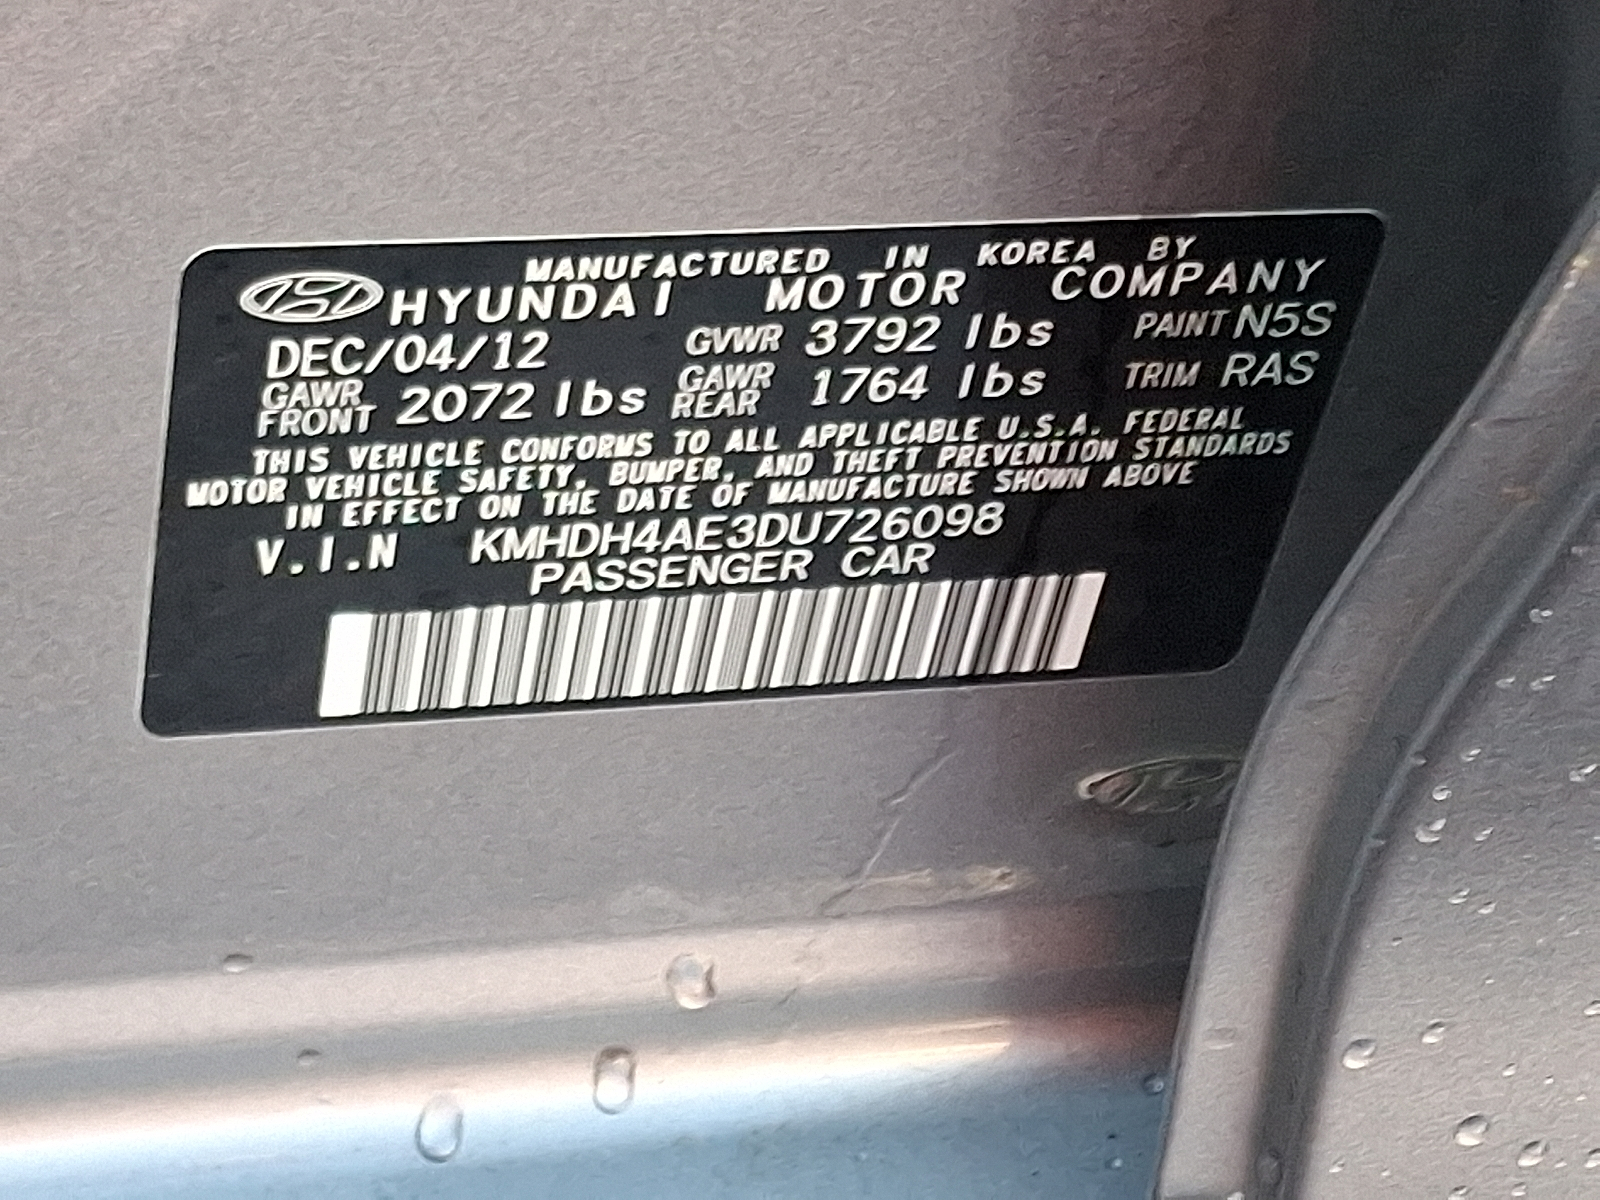 MANUFACTURED IN KOREA BY
HYUNDAI MOTOR COMPANY
DEC/04/12 GVWR 3792 lbs PAINT N5S
GAWR FRONT 2072 lbs GAWR REAR 1764 lbs TRIM RAS
THIS VEHICLE CONFORMS TO ALL APPLICABLE U.S.A. FEDERAL
MOTOR VEHICLE SAFETY, BUMPER, AND THEFT PREVENTION STANDARDS
IN EFFECT ON THE DATE OF MANUFACTURE SHOWN ABOVE
V.I.N KMHDH4AE3DU726098
PASSENGER CAR